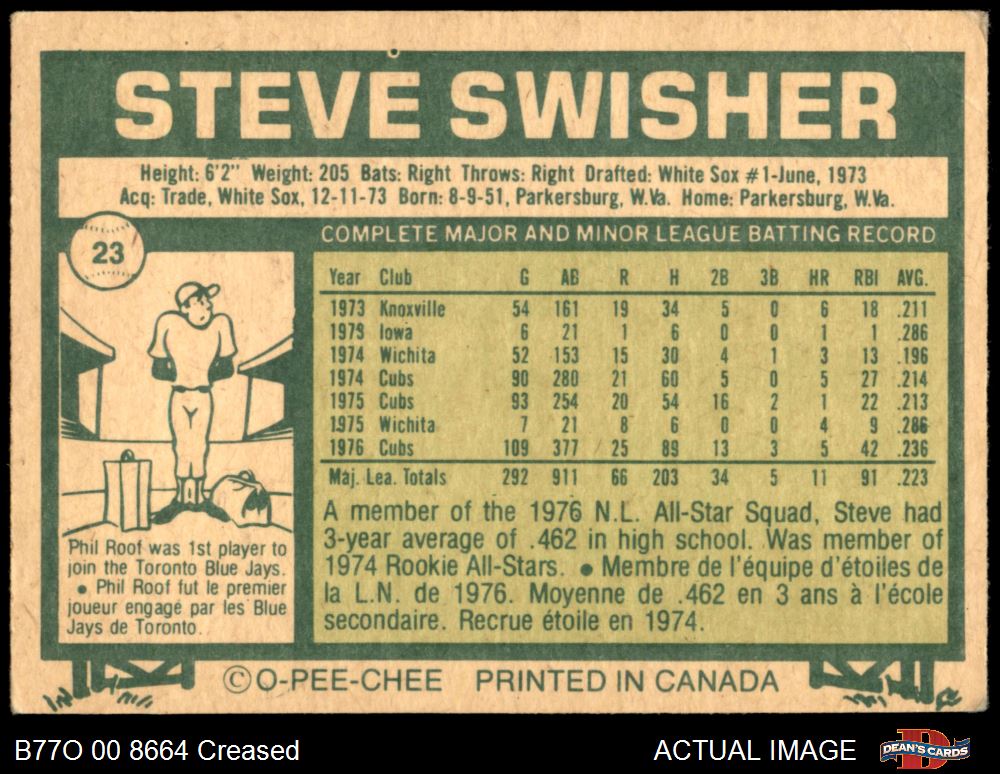 STEVE SWISHER
Height: 6'2" Weight: 205 Bats: Right Throws: Right Drafted: White Sox #1-June, 1973
Acq: Trade, White Sox, 12-11-73 Born: 8-9-51, Parkersburg, W.Va. Home: Parkersburg, W.Va.
23
COMPLETE MAJOR AND MINOR LEAGUE BATTING RECORD
Year Club G AB R H 2B 3B HR RBI AVG.
1973 Knoxville 54 161 19 34 5 0 6 18 .211
1973 Iowa 6 21 1 6 0 0 1 1 .286
1974 Wichita 52 153 15 30 4 1 3 13 .196
1974 Cubs 90 280 21 60 5 0 5 27 .214
1975 Cubs 93 254 20 54 16 2 1 22 .213
1975 Wichita 7 21 8 6 0 0 4 9 .286
1976 Cubs 109 377 25 89 13 3 5 42 .236
Maj. Lea. Totals 292 911 66 203 34 5 11 91 .223
A member of the 1976 N.L. All-Star Squad, Steve had
3-year average of .462 in high school. Was member of
1974 Rookie All-Stars. • Membre de l'équipe d'étoiles de
la L.N. de 1976. Moyenne de .462 en 3 ans à l'école
secondaire. Recrue étoile en 1974.
Phil Roof was 1st player to
join the Toronto Blue Jays.
• Phil Roof fut le premier
joueur engagé par les Blue
Jays de Toronto.
© O-PEE-CHEE PRINTED IN CANADA
B77O 00 8664 Creased
ACTUAL IMAGE
DEAN'S CARDS